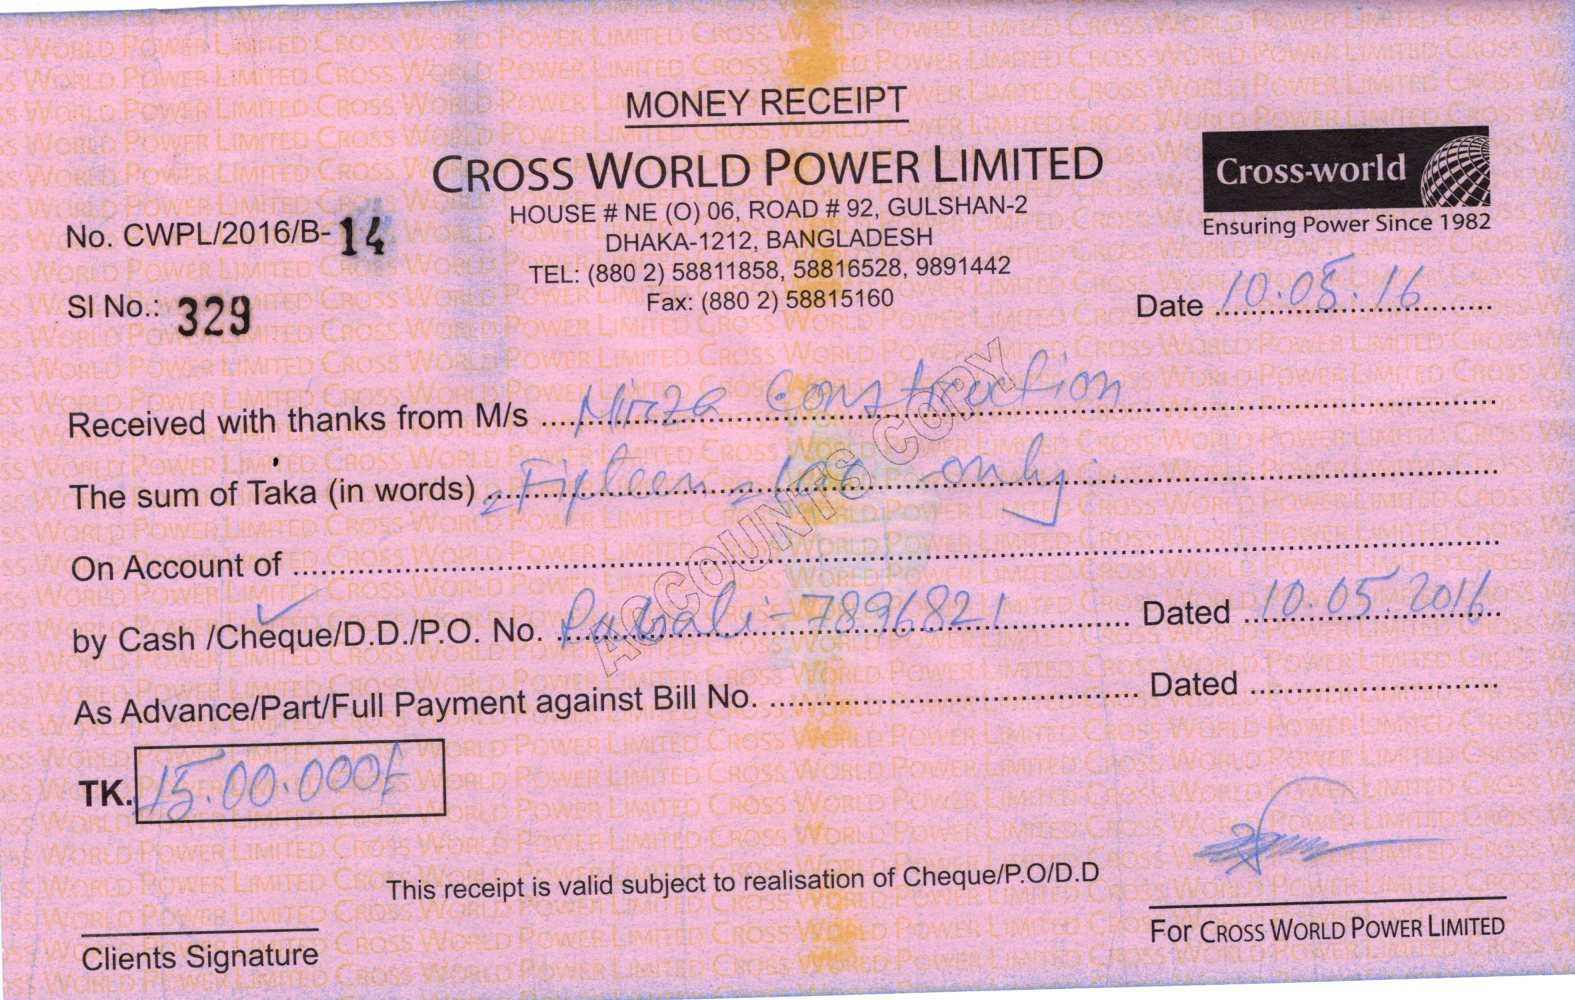 MONEY RECEIPT
CROSS WORLD POWER LIMITED
HOUSE # NE (O) 06, ROAD # 92, GULSHAN-2
DHAKA-1212, BANGLADESH
TEL: (880 2) 58811858, 58816528, 9891442
Fax: (880 2) 58815160
Cross-world
Ensuring Power Since 1982
No. CWPL/2016/B-14
Sl No.: 329
Date 10.05.16
Received with thanks from M/s Mirza Construction
The sum of Taka (in words) Fifteen lac only.
On Account of
by Cash /Cheque/D.D./P.O. No. Pubali-7896821 Dated 10.05.2016
As Advance/Part/Full Payment against Bill No. Dated
TK. 15.00.000/-
ACCOUNTS COPY
This receipt is valid subject to realisation of Cheque/P.O/D.D
Clients Signature
For CROSS WORLD POWER LIMITED